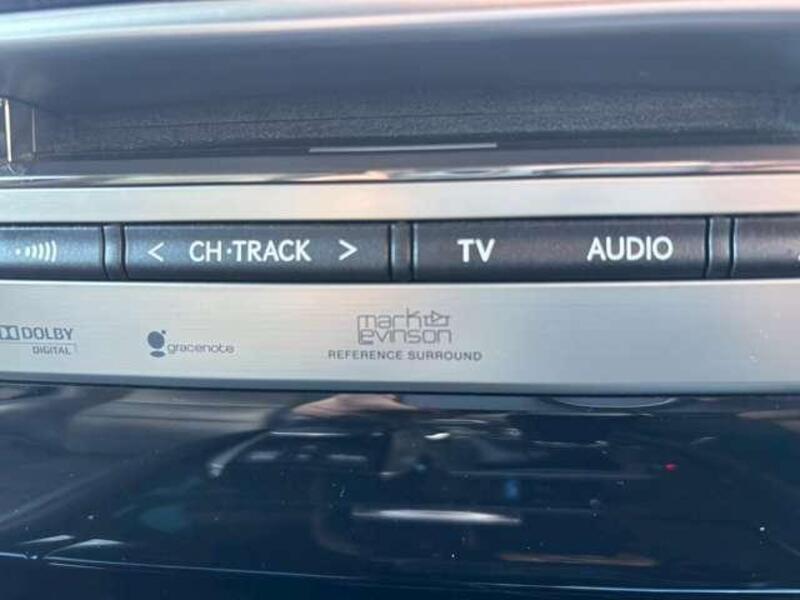 < CH·TRACK > TV AUDIO
DOLBY
DIGITAL
gracenote
mark
levinson
REFERENCE SURROUND